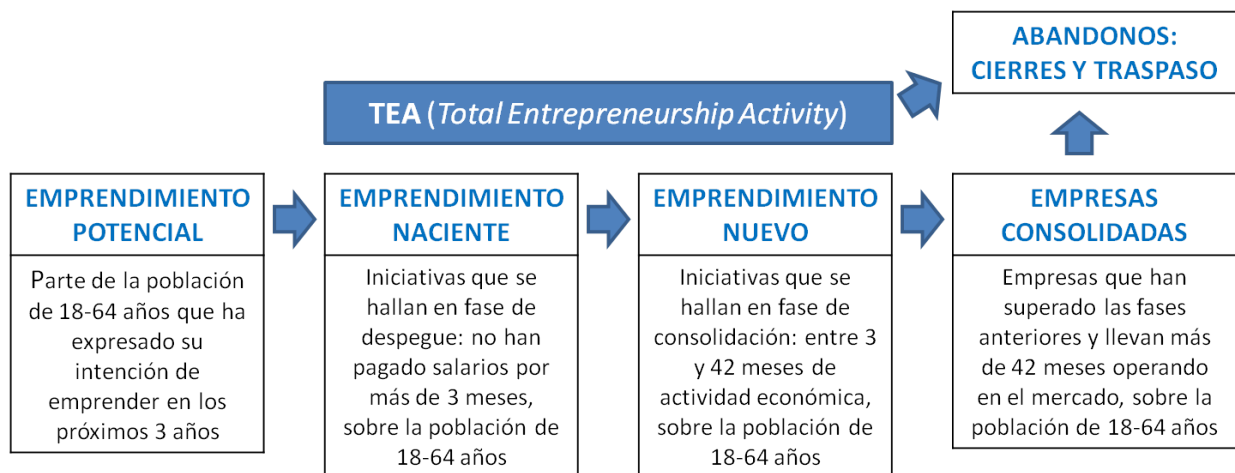 ABANDONOS:
CIERRES Y TRASPASO
TEA (Total Entrepreneurship Activity)
EMPRENDIMIENTO
POTENCIAL
Parte de la población
de 18-64 años que ha
expresado su
intención de
emprender en los
próximos 3 años
EMPRENDIMIENTO
NACIENTE
Iniciativas que se
hallan en fase de
despegue: no han
pagado salarios por
más de 3 meses,
sobre la población de
18-64 años
EMPRENDIMIENTO
NUEVO
Iniciativas que se
hallan en fase de
consolidación: entre 3
y 42 meses de
actividad económica,
sobre la población de
18-64 años
EMPRESAS
CONSOLIDADAS
Empresas que han
superado las fases
anteriores y llevan más
de 42 meses operando
en el mercado, sobre la
población de 18-64 años